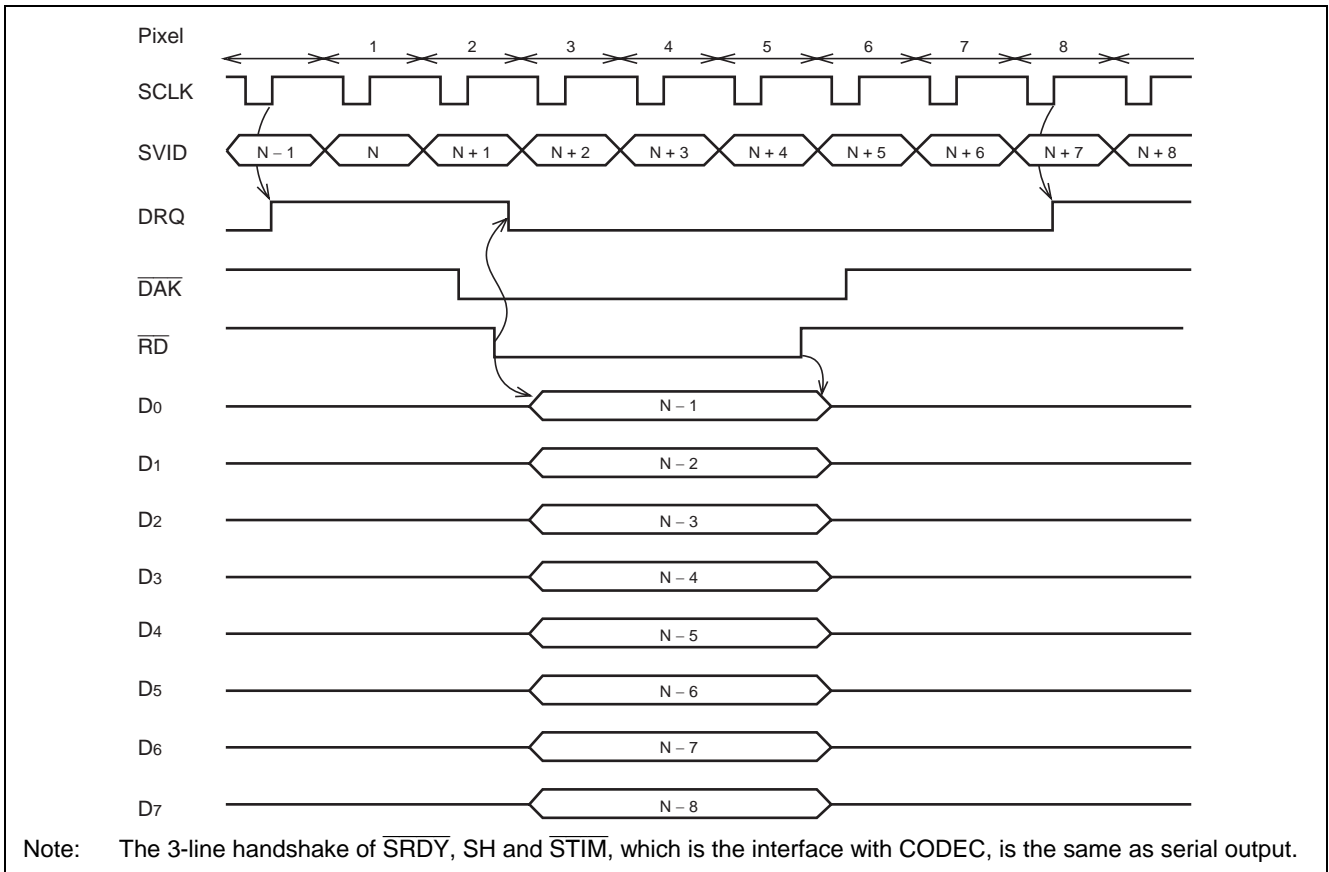 Pixel 1 2 3 4 5 6 7 8
SCLK
SVID N – 1 N N + 1 N + 2 N + 3 N + 4 N + 5 N + 6 N + 7 N + 8
DRQ
DAK
RD
D0 N – 1
D1 N – 2
D2 N – 3
D3 N – 4
D4 N – 5
D5 N – 6
D6 N – 7
D7 N – 8
Note: The 3-line handshake of SRDY, SH and STIM, which is the interface with CODEC, is the same as serial output.